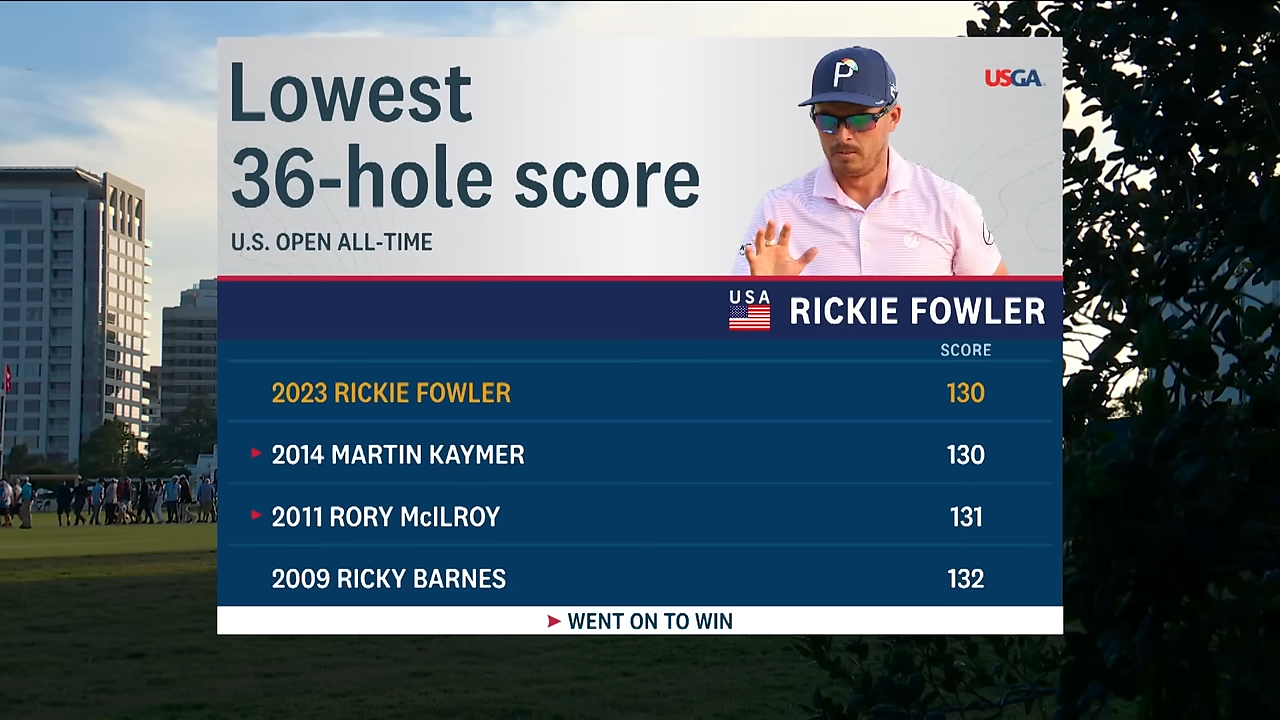 Lowest
36-hole score
U.S. OPEN ALL-TIME
P
USGA
USA
RICKIE FOWLER
SCORE
2023 RICKIE FOWLER 130
► 2014 MARTIN KAYMER 130
► 2011 RORY McILROY 131
2009 RICKY BARNES 132
► WENT ON TO WIN